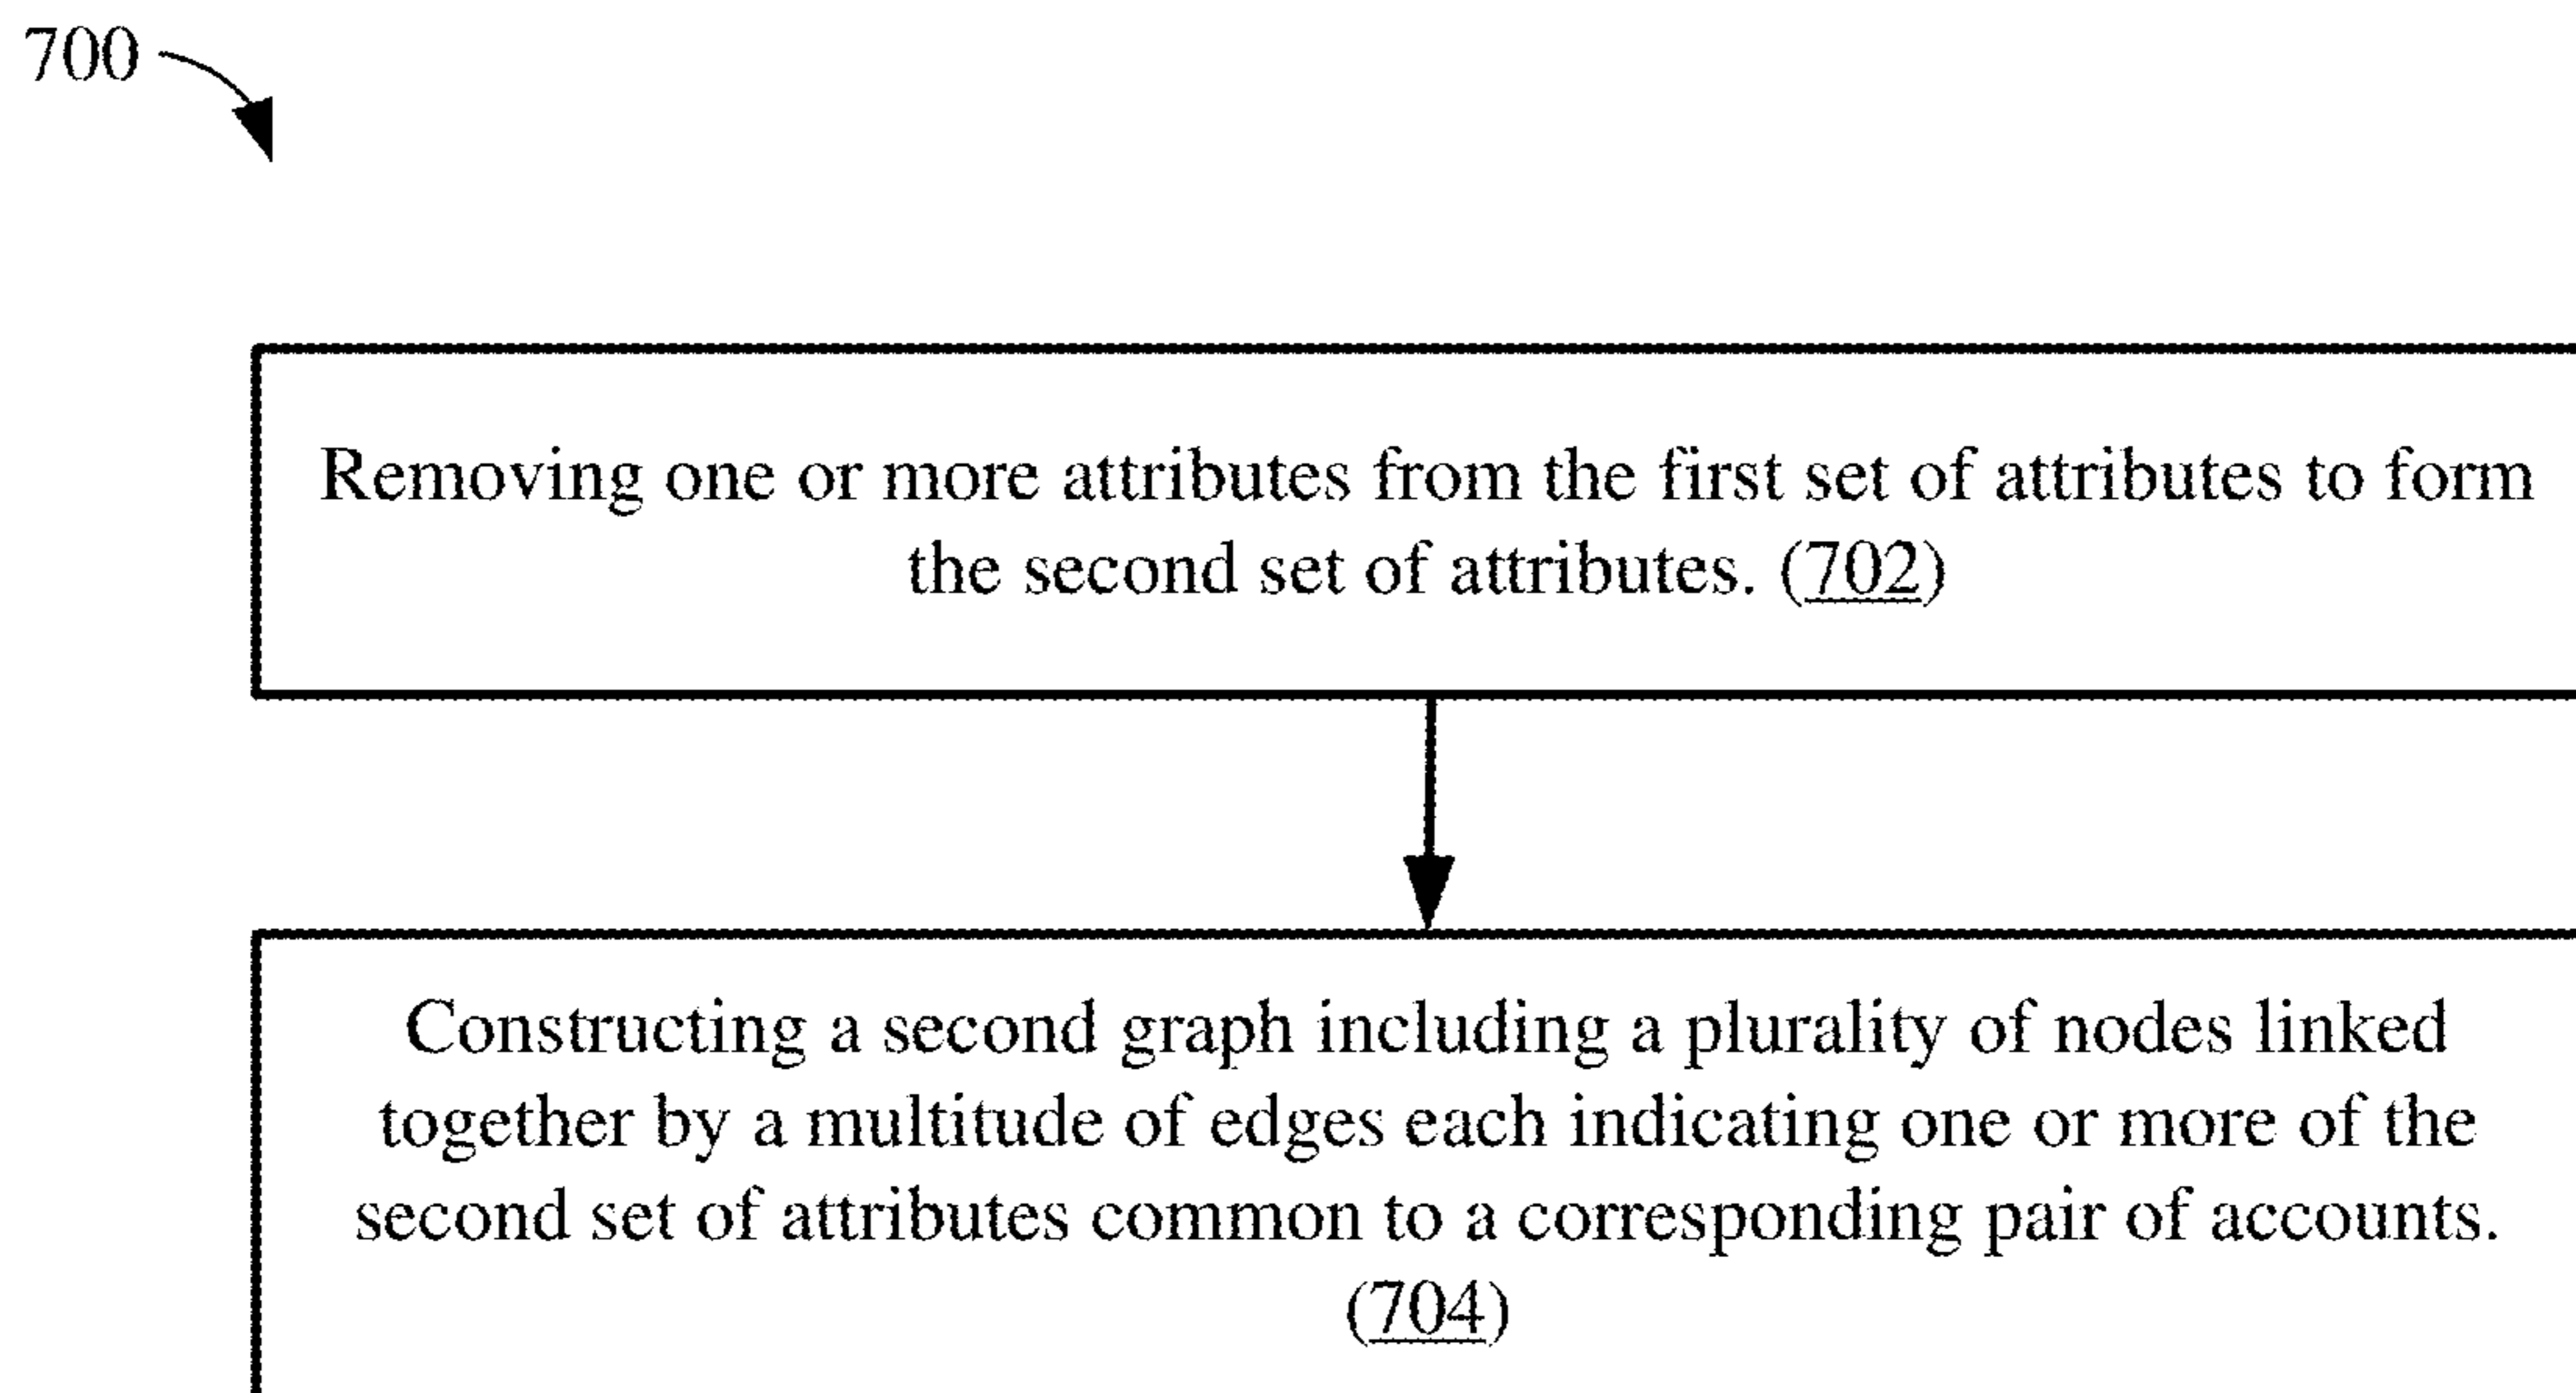 700
Removing one or more attributes from the first set of attributes to form
the second set of attributes. (702)
Constructing a second graph including a plurality of nodes linked
together by a multitude of edges each indicating one or more of the
second set of attributes common to a corresponding pair of accounts.
(704)